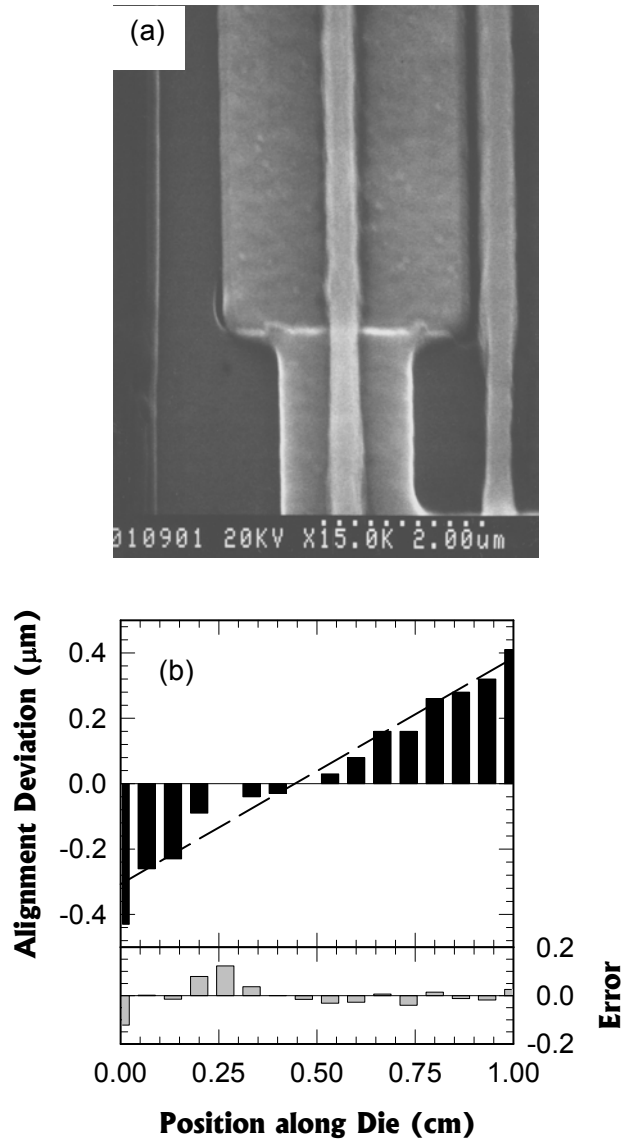 (a)
010901 20KV X15.0K 2.00um
(b)
Alignment Deviation (μm)
0.4
0.2
0.0
-0.2
-0.4
0.2
0.0
-0.2
Error
0.00 0.25 0.50 0.75 1.00
Position along Die (cm)